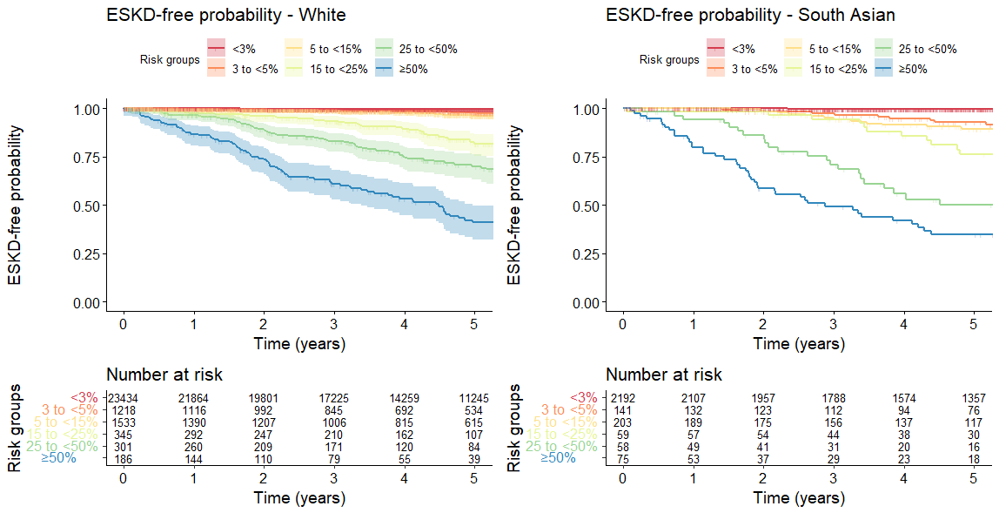 ESKD-free probability - White
Risk groups
<3%
5 to <15%
25 to <50%
3 to <5%
15 to <25%
≥50%
ESKD-free probability
1.00
0.75
0.50
0.25
0.00
0 1 2 3 4 5
Time (years)
Number at risk
Risk groups
<3% 23434 21864 19801 17225 14259 11245
3 to <5% 1218 1116 992 845 692 534
5 to <15% 1533 1390 1207 1006 815 615
15 to <25% 345 292 247 210 162 107
25 to <50% 301 260 209 171 120 84
≥50% 186 144 110 79 55 39
0 1 2 3 4 5
Time (years)
ESKD-free probability - South Asian
Risk groups
<3%
5 to <15%
25 to <50%
3 to <5%
15 to <25%
≥50%
ESKD-free probability
1.00
0.75
0.50
0.25
0.00
0 1 2 3 4 5
Time (years)
Number at risk
Risk groups
<3% 2192 2107 1957 1788 1574 1357
3 to <5% 141 132 123 112 94 76
5 to <15% 203 189 175 156 137 117
15 to <25% 59 57 54 44 38 30
25 to <50% 58 49 41 31 20 16
≥50% 75 53 37 29 23 18
0 1 2 3 4 5
Time (years)